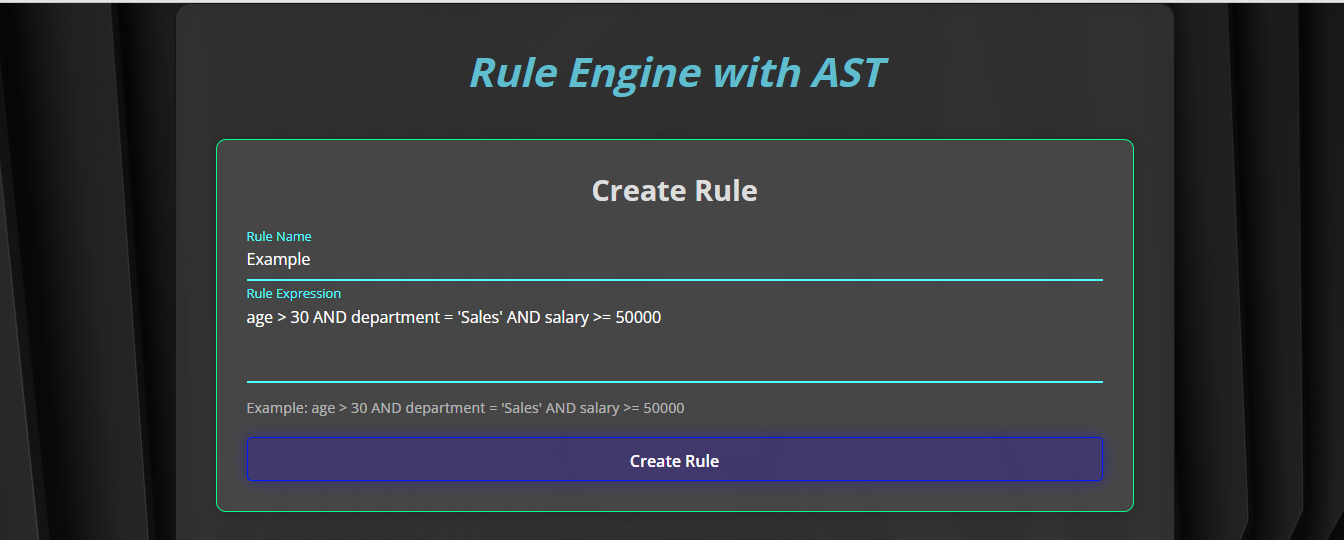 Rule Engine with AST
Create Rule
Rule Name
Example
Rule Expression
age > 30 AND department = 'Sales' AND salary >= 50000
Example: age > 30 AND department = 'Sales' AND salary >= 50000
Create Rule